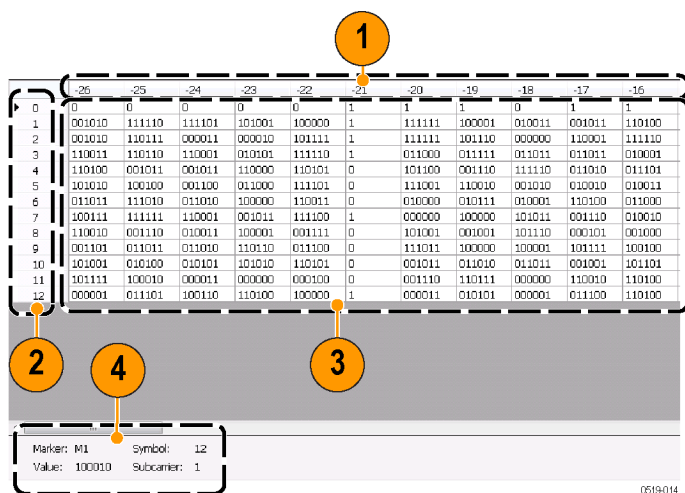 1
-26 -25 -24 -23 -22 -21 -20 -19 -18 -17 -16
0 0 0 0 0 0 1 1 1 0 1 1
1 001010 111110 111101 101001 100000 1 111111 100001 010011 001011 110100
2 001010 110111 000011 000010 101111 1 111111 101110 000000 110001 111110
3 110011 110110 110001 010101 111110 1 011000 011111 011011 011011 010001
4 110100 001011 001011 110000 110101 0 101100 001110 111110 011010 011101
5 101010 100100 001100 011000 111101 0 111001 110010 001010 010010 010011
6 011011 111010 011010 100000 110011 0 010000 010111 010001 110100 011000
7 100111 111111 110001 001011 111100 1 000000 100000 101011 001110 010010
8 110010 001110 010011 100001 001111 0 101001 001001 101110 000101 001000
9 001101 011011 011010 110110 011100 0 111011 100000 100001 101111 100100
10 101001 010100 010101 101010 110101 0 001011 011010 011011 001001 101101
11 101111 100010 000011 000000 000100 0 001110 110111 000000 110010 110100
12 000001 011101 100110 110100 100000 1 000011 010101 000001 011100 110100
2
3
4
Marker: M1 Symbol: 12
Value: 100010 Subcarrier: 1
0519-014